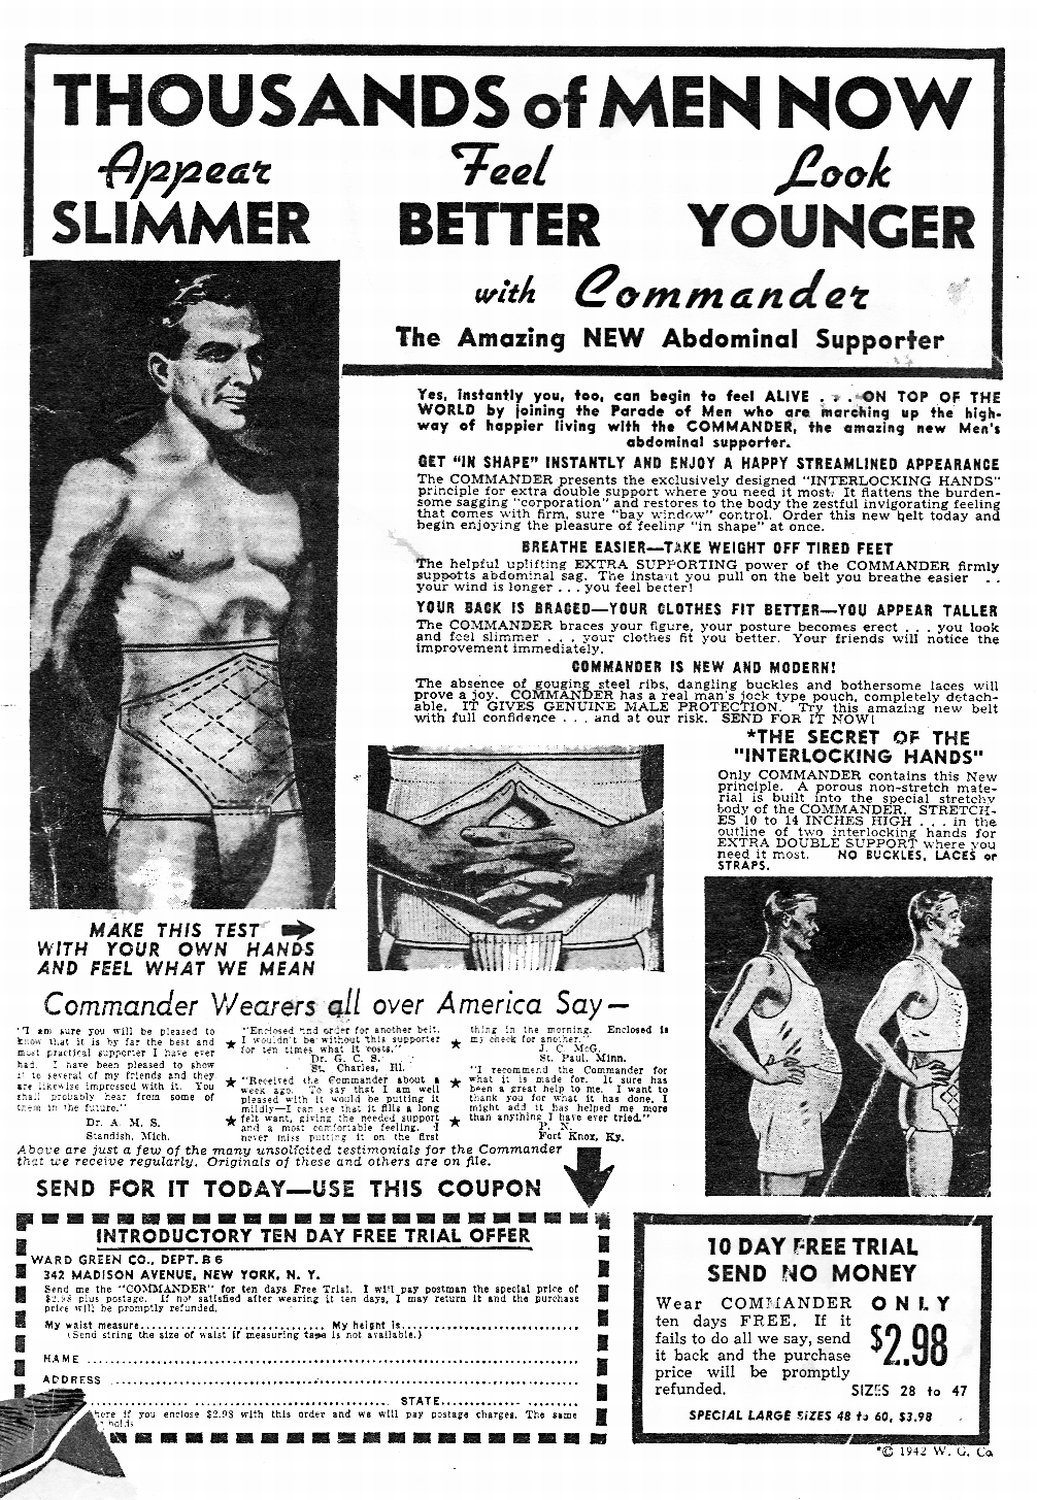 THOUSANDS of MEN NOW
Appear Feel Look
SLIMMER BETTER YOUNGER
with Commander
The Amazing NEW Abdominal Supporter
Yes, instantly you, too, can begin to feel ALIVE . . . ON TOP OF THE
WORLD by joining the Parade of Men who are marching up the high-
way of happier living with the COMMANDER, the amazing new Men's
abdominal supporter.
GET "IN SHAPE" INSTANTLY AND ENJOY A HAPPY STREAMLINED APPEARANCE
The COMMANDER presents the exclusively designed "INTERLOCKING HANDS"
principle for extra double support where you need it most. It flattens the burden-
some sagging "corporation" and restores to the body the zestful invigorating feeling
that comes with firm, sure "bay window" control. Order this new belt today and
begin enjoying the pleasure of feeling "in shape" at once.
BREATHE EASIER—TAKE WEIGHT OFF TIRED FEET
The helpful uplifting EXTRA SUPPORTING power of the COMMANDER firmly
supports abdominal sag. The instant you pull on the belt you breathe easier . .
your wind is longer . . . you feel better!
YOUR BACK IS BRACED—YOUR CLOTHES FIT BETTER—YOU APPEAR TALLER
The COMMANDER braces your figure, your posture becomes erect . . . you look
and feel slimmer . . . your clothes fit you better. Your friends will notice the
improvement immediately.
COMMANDER IS NEW AND MODERN!
The absence of gouging steel ribs, dangling buckles and bothersome laces will
prove a joy. COMMANDER has a real man's jock type pouch, completely detach-
able. IT GIVES GENUINE MALE PROTECTION. Try this amazing new belt
with full confidence . . . and at our risk. SEND FOR IT NOW!
*THE SECRET OF THE
"INTERLOCKING HANDS"
Only COMMANDER contains this New
principle. A porous non-stretch mate-
rial is built into the special stretchy
body of the COMMANDER. STRETCH-
ES 10 to 14 INCHES HIGH . . . in the
outline of two interlocking hands for
EXTRA DOUBLE SUPPORT where you
need it most. NO BUCKLES, LACES or
STRAPS.
MAKE THIS TEST
WITH YOUR OWN HANDS
AND FEEL WHAT WE MEAN
Commander Wearers all over America Say—
"I am sure you will be pleased to
know that it is by far the best and
most practical supporter I have ever
had. I have been pleased to show
it to several of my friends and they
are likewise impressed with it. You
shall probably hear from some of
them in the future."
Dr. A. M. S.
Standish, Mich.
"Enclosed find order for another belt.
I wouldn't be without this supporter
for ten times what it costs."
Dr. G. C. S.
St. Charles, Ill.
"Received the Commander about a
week ago. To say that I am well
pleased with it would be putting it
mildly—I can see that it fills a long
felt want, giving the needed support
and a most comfortable feeling. I
never miss putting it on the first
thing in the morning. Enclosed is
my check for another."
J. C. McG.
St. Paul, Minn.
"I recommend the Commander for
what it is made for. It sure has
been a great help to me. I want to
thank you for what it has done. I
might add it has helped me more
than anything I have ever tried."
P. N.
Fort Knox, Ky.
Above are just a few of the many unsolicited testimonials for the Commander
that we receive regularly. Originals of these and others are on file.
SEND FOR IT TODAY—USE THIS COUPON
INTRODUCTORY TEN DAY FREE TRIAL OFFER
WARD GREEN CO., DEPT. B 6
342 MADISON AVENUE, NEW YORK, N. Y.
Send me the "COMMANDER" for ten days Free Trial. I will pay postman the special price of
$2.98 plus postage. If not satisfied after wearing it ten days, I may return it and the purchase
price will be promptly refunded.
My waist measure.............................. My height is..............................
(Send string the size of waist if measuring tape is not available.)
NAME ..............................
ADDRESS ..............................
.............................. STATE..............................
here if you enclose $2.98 with this order and we will pay postage charges. The same
holds
10 DAY FREE TRIAL
SEND NO MONEY
Wear COMMANDER
ten days FREE. If it
fails to do all we say, send
it back and the purchase
price will be promptly
refunded.
ONLY
$2.98
SIZES 28 to 47
SPECIAL LARGE SIZES 48 to 60, $3.98
*© 1942 W. G. Co.